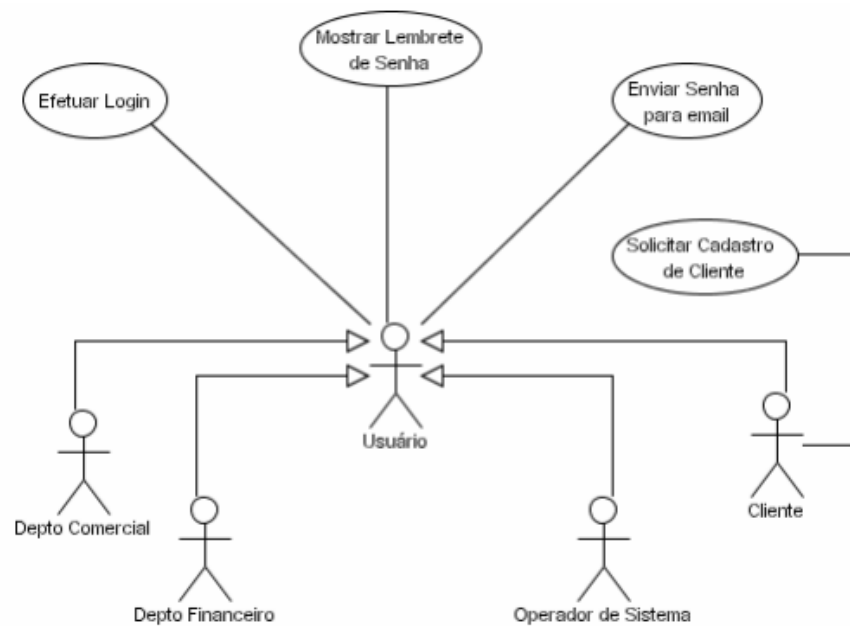 Mostrar Lembrete
de Senha
Efetuar Login
Enviar Senha
para email
Solicitar Cadastro
de Cliente
Usuário
Depto Comercial
Cliente
Depto Financeiro
Operador de Sistema